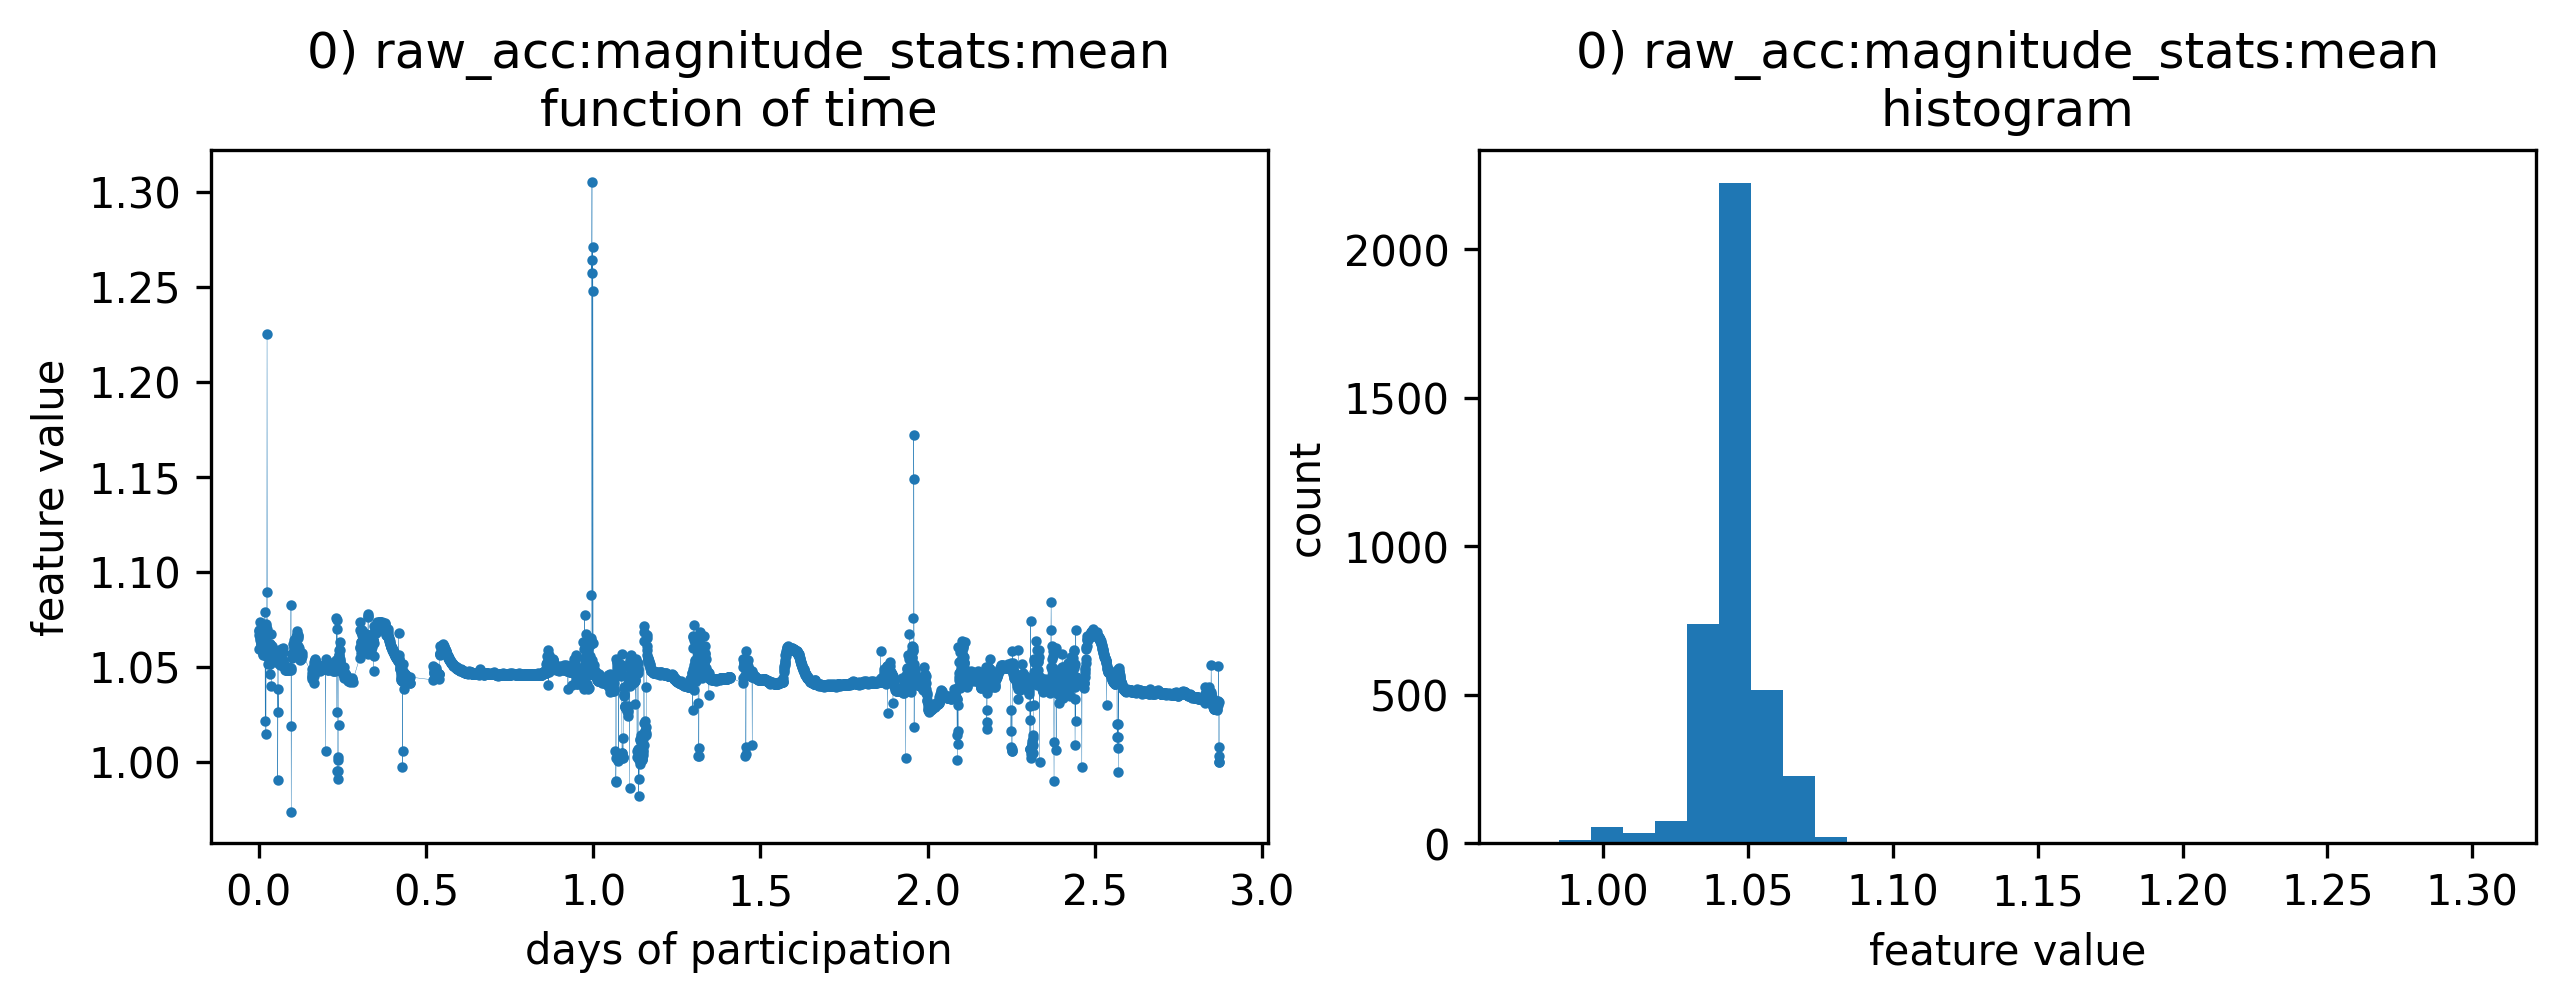 0) raw_acc:magnitude_stats:mean
function of time
1.30
1.25
1.20
1.15
1.10
1.05
1.00
feature value
0.0 0.5 1.0 1.5 2.0 2.5 3.0
days of participation
0) raw_acc:magnitude_stats:mean
histogram
2000
1500
1000
500
0
count
1.00 1.05 1.10 1.15 1.20 1.25 1.30
feature value